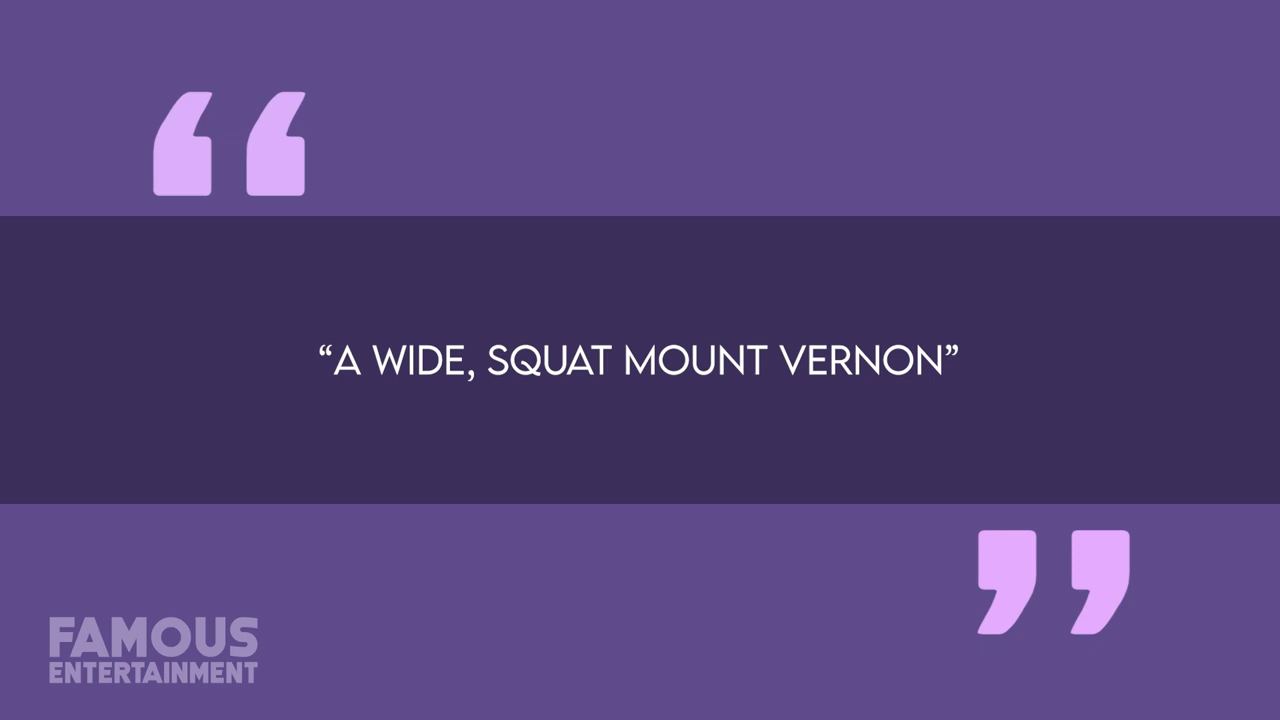 “A WIDE, SQUAT MOUNT VERNON”
FAMOUS
ENTERTAINMENT